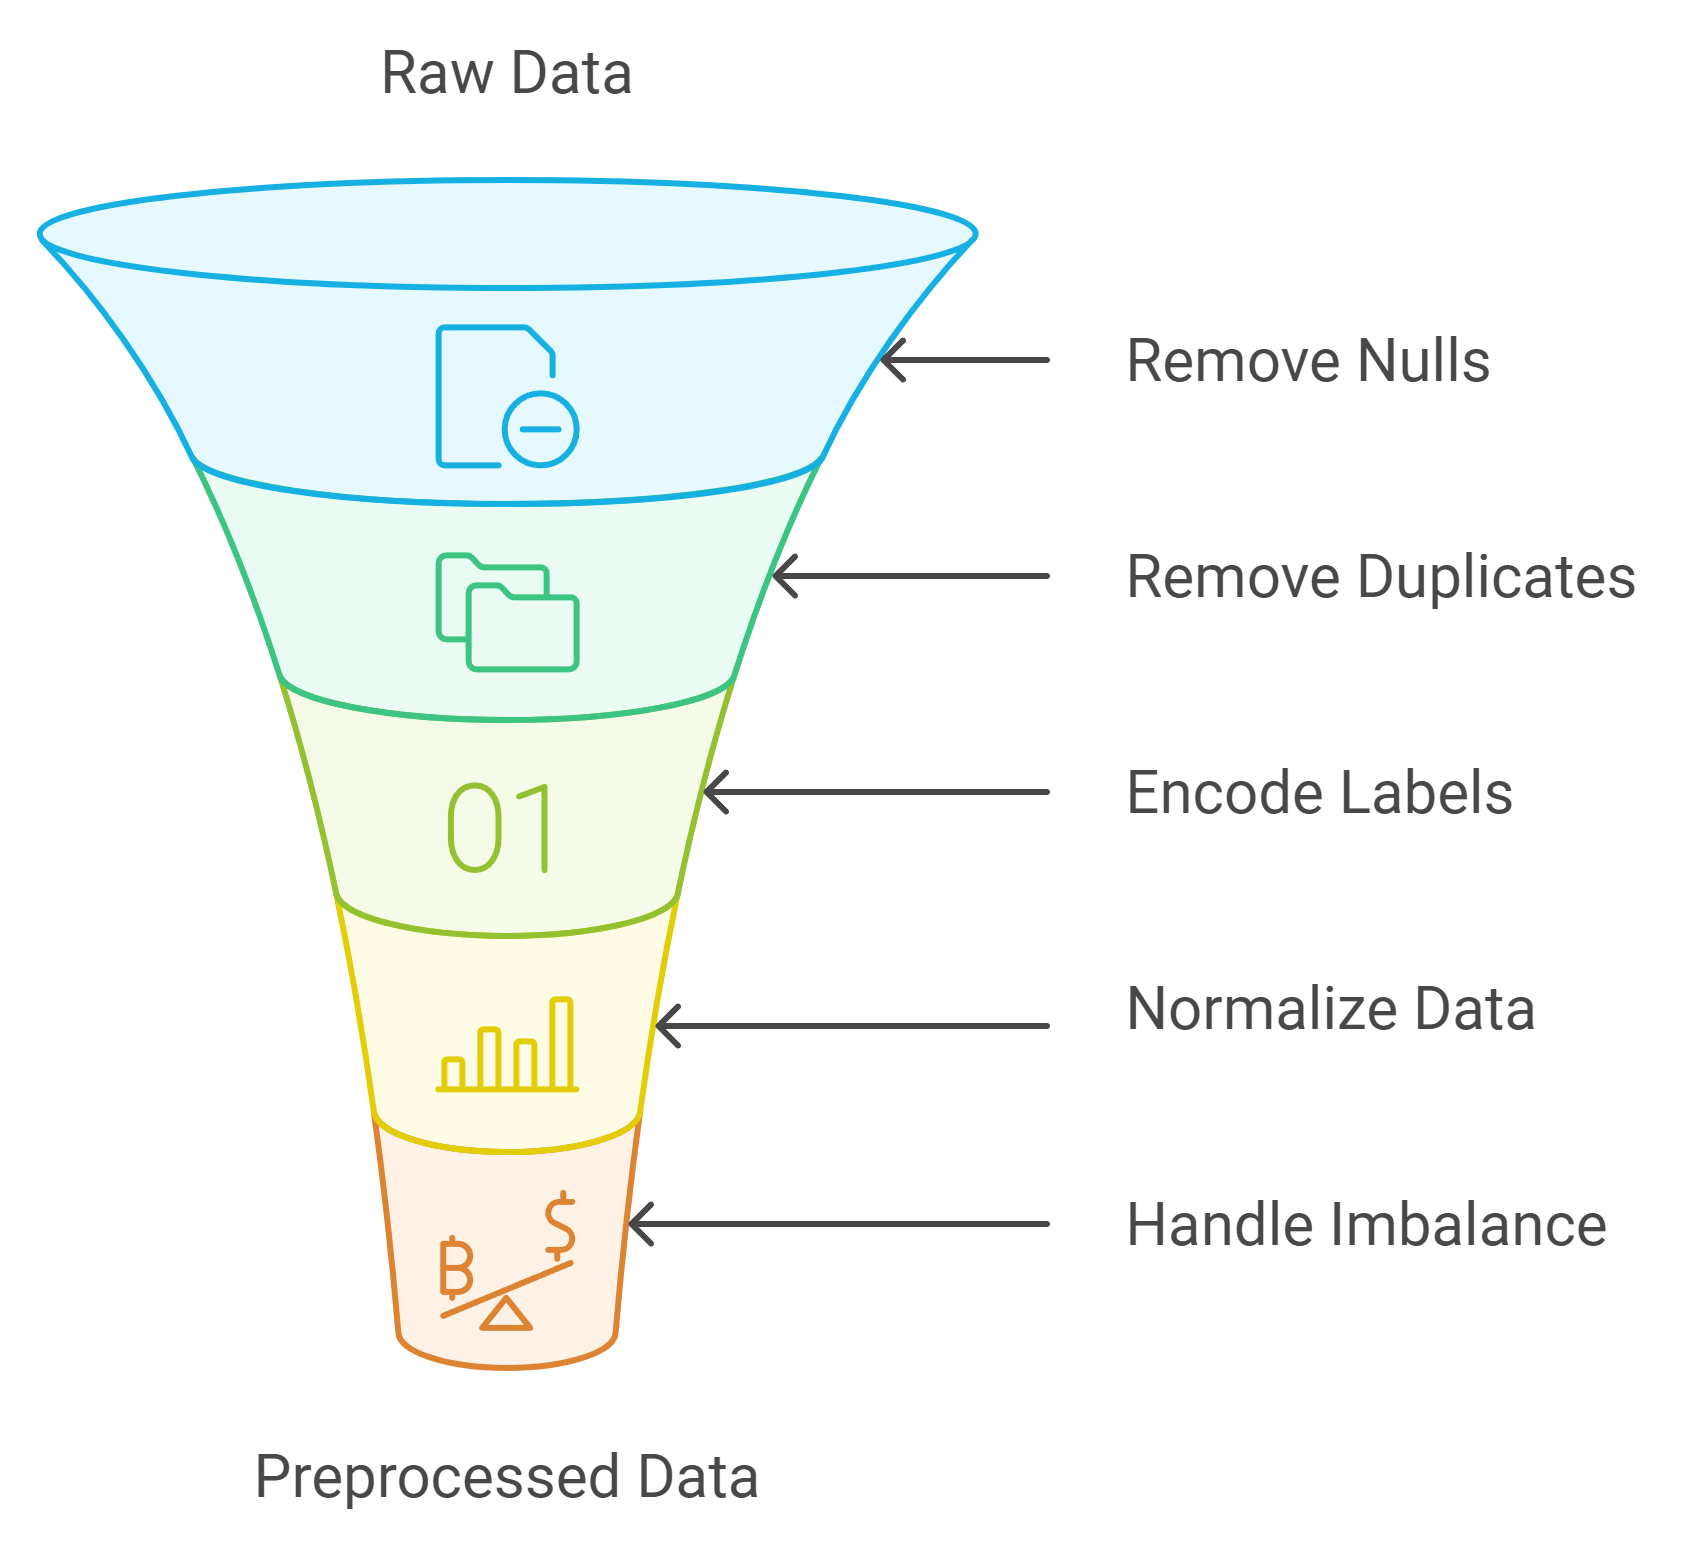 Raw Data
Remove Nulls
Remove Duplicates
01
Encode Labels
Normalize Data
B $
Handle Imbalance
Preprocessed Data